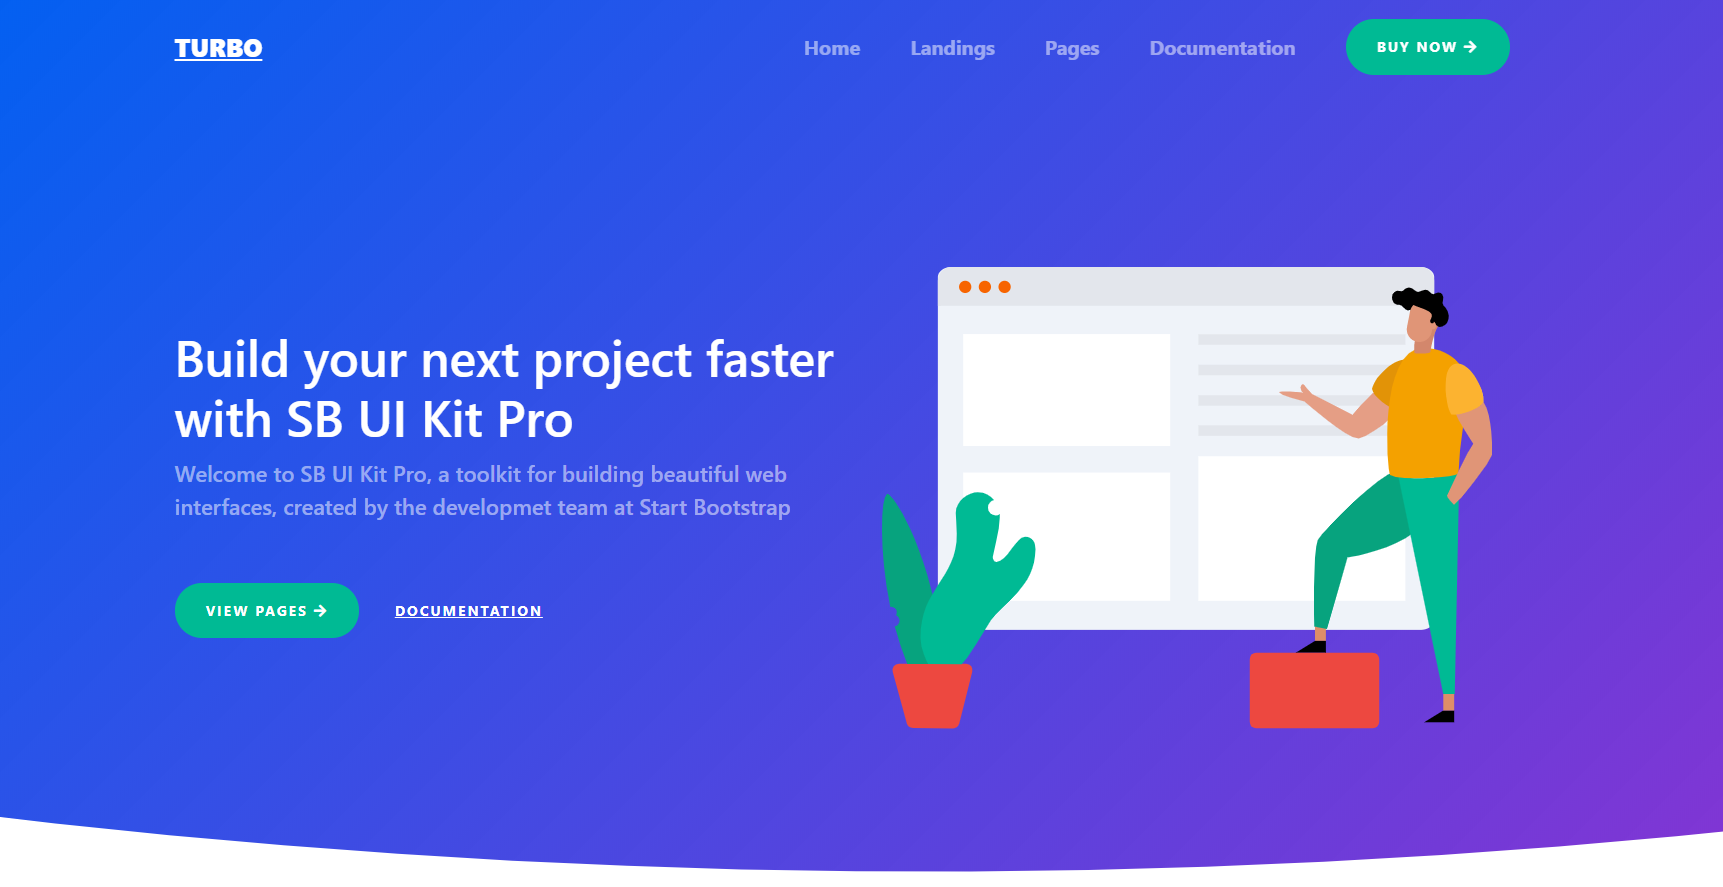 TURBO
Home
Landings
Pages
Documentation
BUY NOW →
Build your next project faster
with SB UI Kit Pro
Welcome to SB UI Kit Pro, a toolkit for building beautiful web
interfaces, created by the developmet team at Start Bootstrap
VIEW PAGES →
DOCUMENTATION